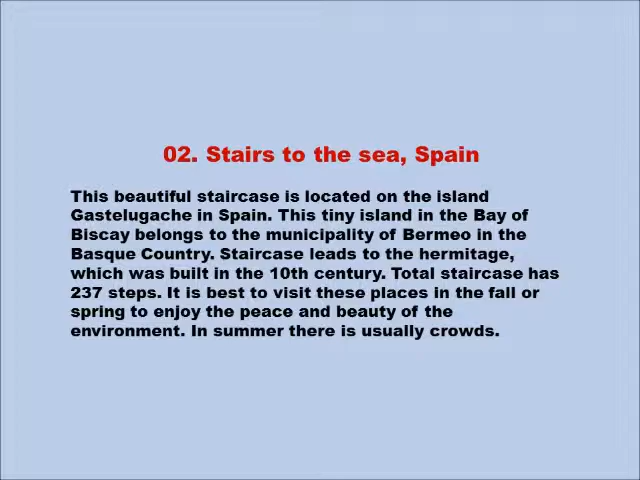 02. Stairs to the sea, Spain
This beautiful staircase is located on the island
Gastelugache in Spain. This tiny island in the Bay of
Biscay belongs to the municipality of Bermeo in the
Basque Country. Staircase leads to the hermitage,
which was built in the 10th century. Total staircase has
237 steps. It is best to visit these places in the fall or
spring to enjoy the peace and beauty of the
environment. In summer there is usually crowds.